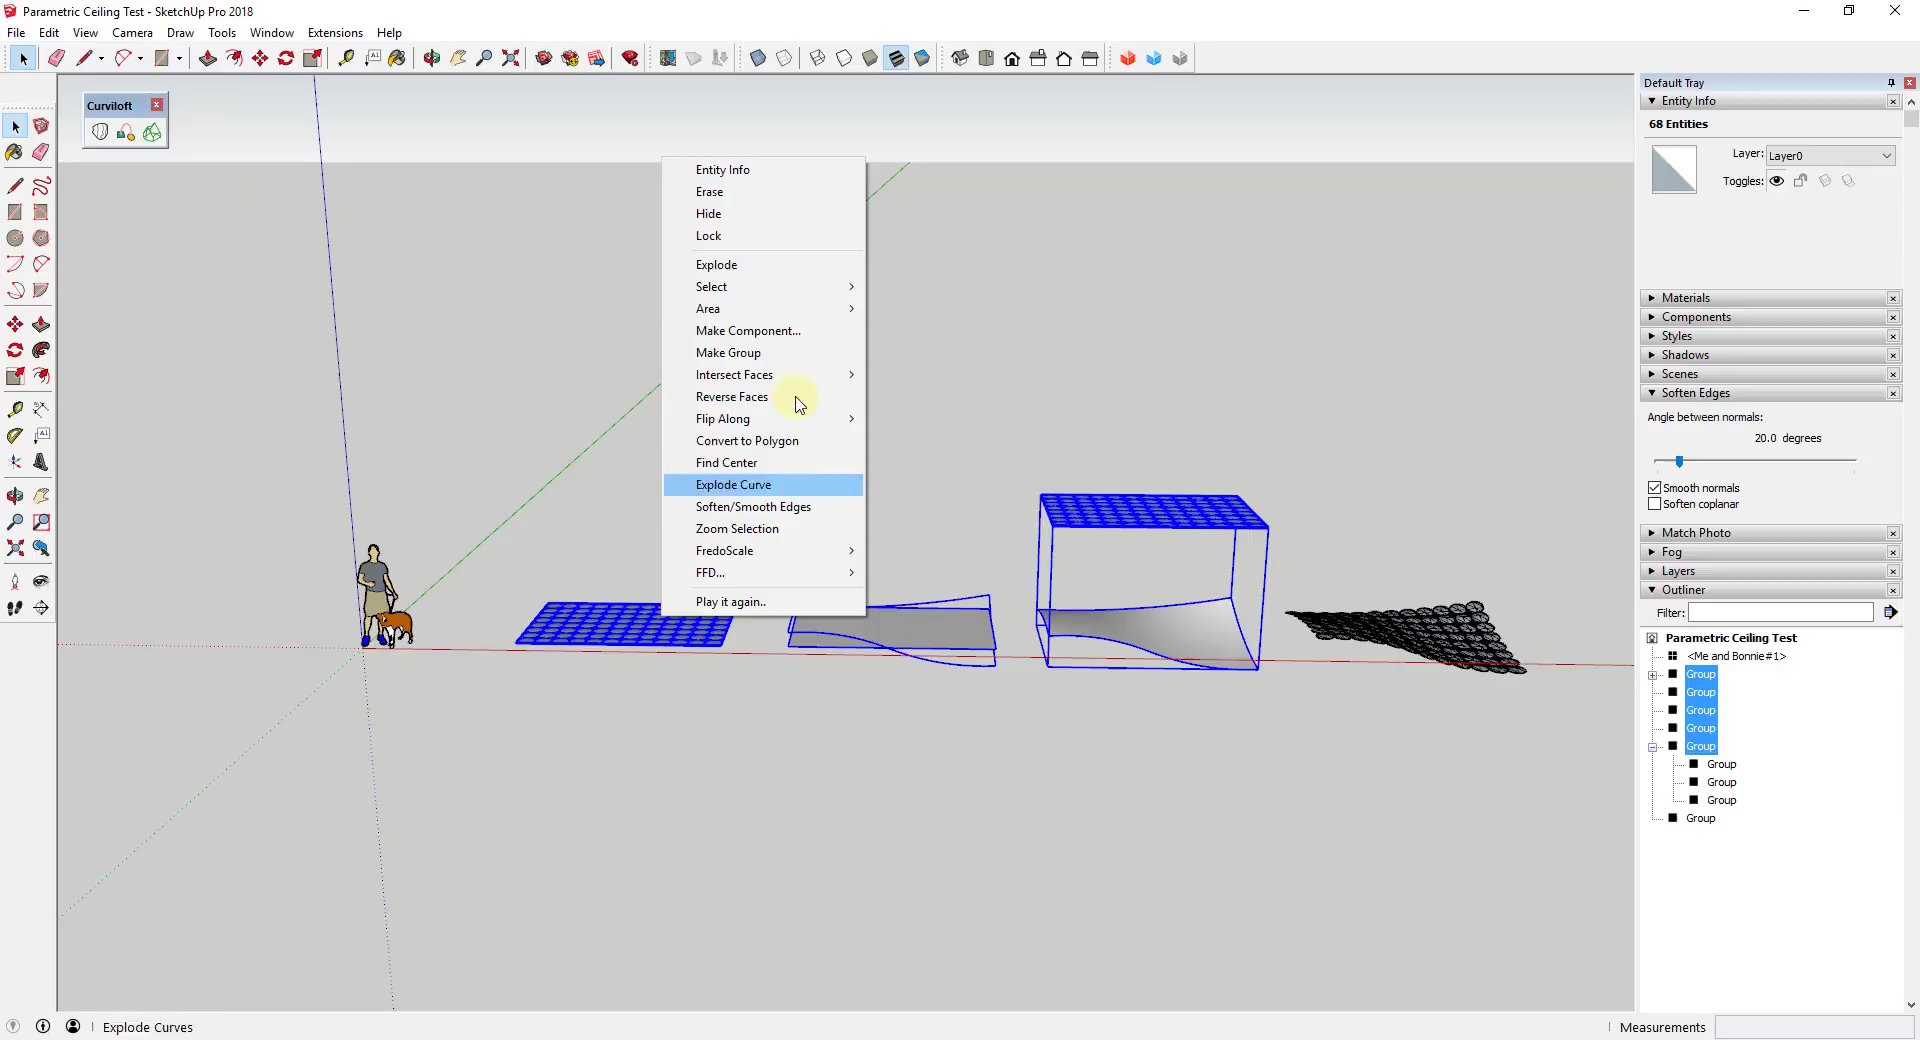 Parametric Ceiling Test - SketchUp Pro 2018
File Edit View Camera Draw Tools Window Extensions Help
Curviloft
Entity Info
Erase
Hide
Lock
Explode
Select
Area
Make Component...
Make Group
Intersect Faces
Reverse Faces
Flip Along
Convert to Polygon
Find Center
Explode Curve
Soften/Smooth Edges
Zoom Selection
FredoScale
FFD...
Play it again..
Default Tray
Entity Info
68 Entities
Layer: Layer0
Toggles:
Materials
Components
Styles
Shadows
Scenes
Soften Edges
Angle between normals:
20.0 degrees
Smooth normals
Soften coplanar
Match Photo
Fog
Layers
Outliner
Filter:
Parametric Ceiling Test
<Me and Bonnie#1>
Group
Group
Group
Group
Group
Group
Group
Group
Group
Explode Curves
Measurements